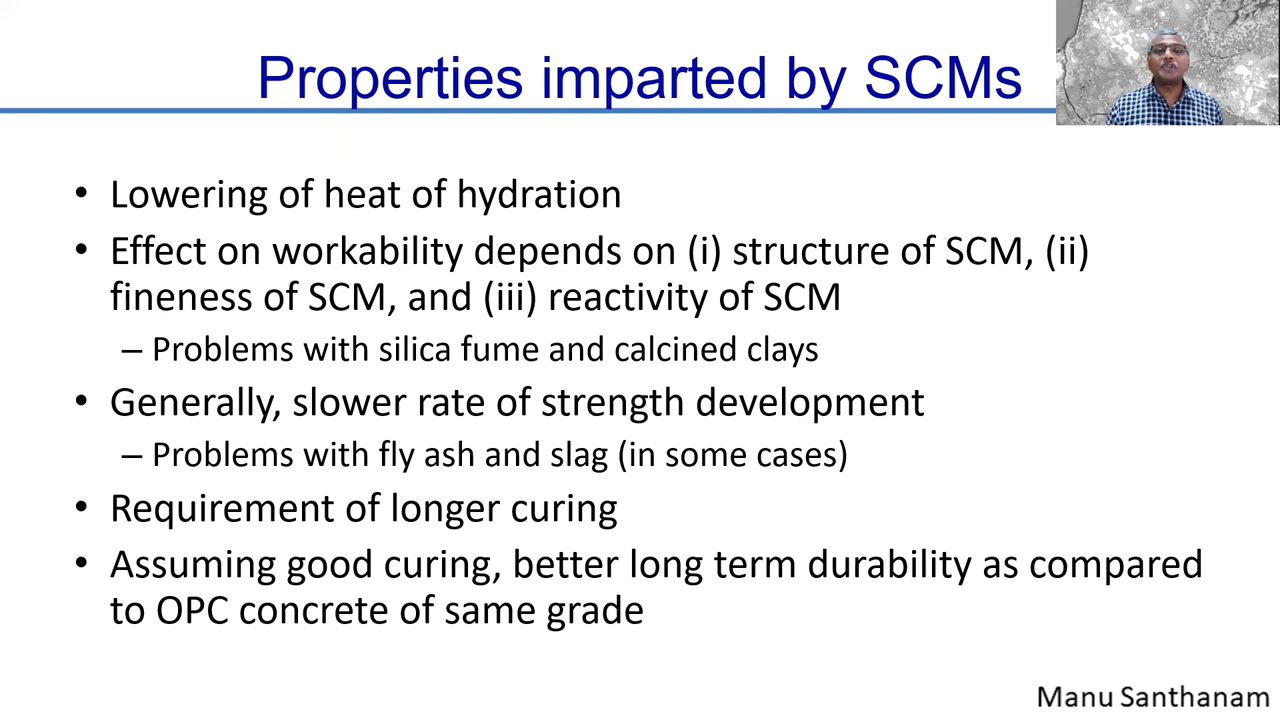 Properties imparted by SCMs
• Lowering of heat of hydration
• Effect on workability depends on (i) structure of SCM, (ii)
fineness of SCM, and (iii) reactivity of SCM
– Problems with silica fume and calcined clays
• Generally, slower rate of strength development
– Problems with fly ash and slag (in some cases)
• Requirement of longer curing
• Assuming good curing, better long term durability as compared
to OPC concrete of same grade
Manu Santhanam